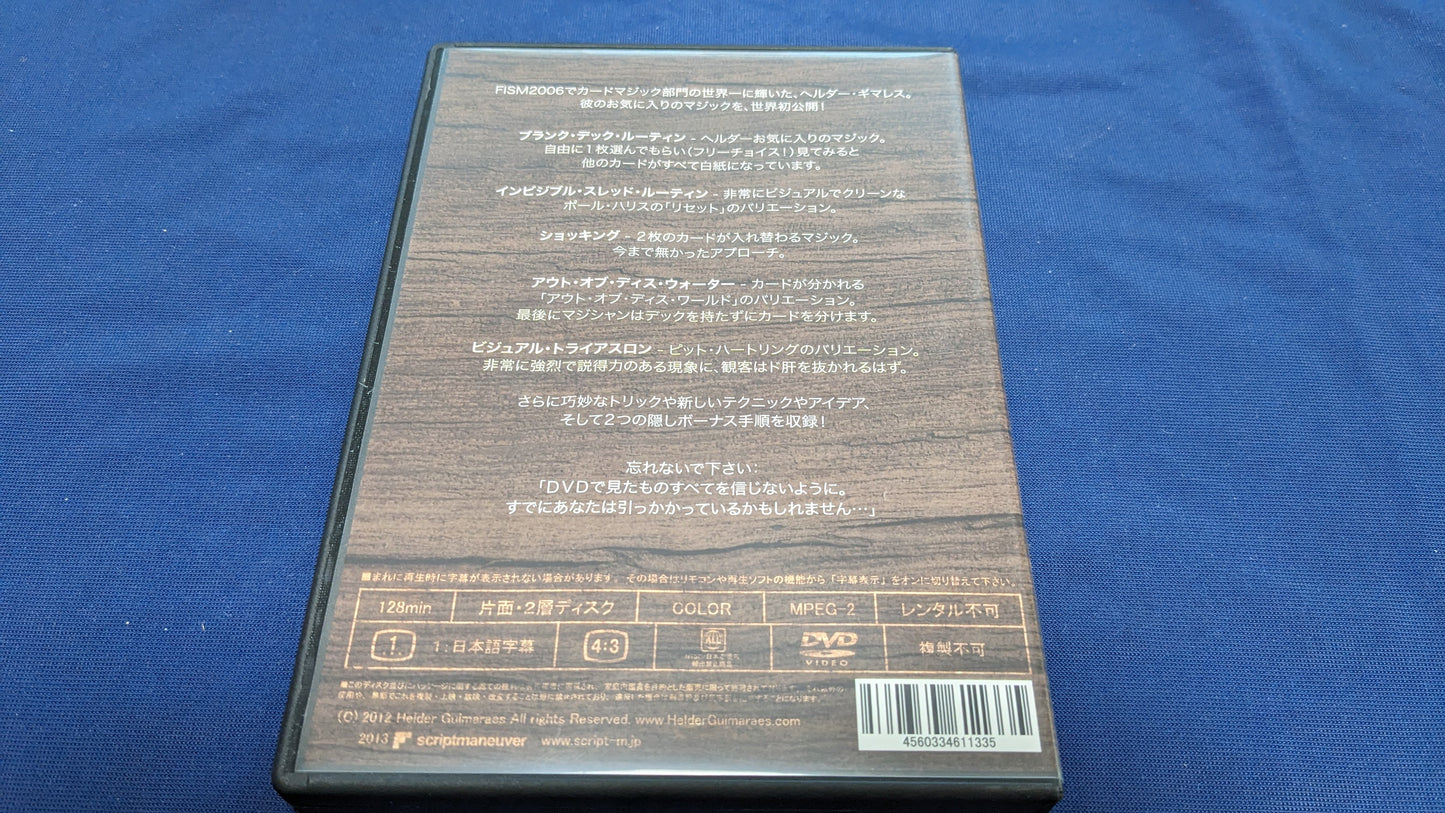 FISM2006でカードマジック部門の世界一に輝いた、ヘルダー・ギマレス。
彼のお気に入りのマジックを、世界初公開！
ブランク・デック・ルーティン - ヘルダーお気に入りのマジック。
自由に1枚選んでもらい（フリーチョイス！）見てみると
他のカードがすべて白紙になっています。
インビジブル・スレッド・ルーティン - 非常にビジュアルでクリーンな
ポール・ハリスの「リセット」のバリエーション。
ショッキング - 2枚のカードが入れ替わるマジック。
今まで無かったアプローチ。
アウト・オブ・ディス・ウォーター - カードが分かれる
「アウト・オブ・ディス・ワールド」のバリエーション。
最後にマジシャンはデックを持たずにカードを分けます。
ビジュアル・トライアスロン - ピット・ハートリングのバリエーション。
非常に強烈で説得力のある現象に、観客はド肝を抜かれるはず。
さらに巧妙なトリックや新しいテクニックやアイデア、
そして2つの隠しボーナス手順を収録！
忘れないで下さい：
「DVDで見たものすべてを信じないように。
すでにあなたは引っかかっているかもしれません…」
■まれに再生時に字幕が表示されない場合があります。その場合はリモコンや再生ソフトの機能から「字幕表示」をオンに切り替えて下さい。
128min 片面・2層ディスク COLOR MPEG-2 レンタル不可
1 1:日本語字幕 4:3 ALL DVD VIDEO 複製不可
(C) 2012 Helder Guimaraes All rights Reserved. www.HelderGuimaraes.com
2013 scriptmaneuver www.script-m.jp
4560334611335